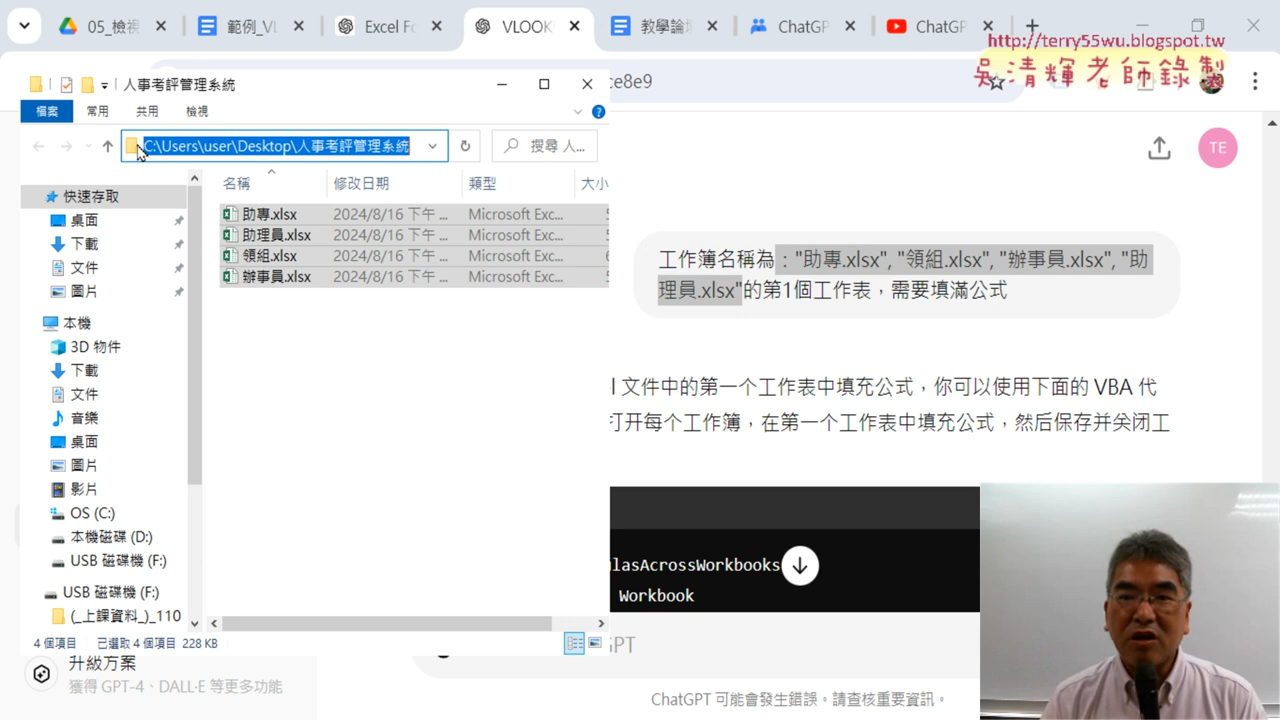 05_檢視
範例_VL
Excel Fo
VLOOK
教學論壇
ChatGP
ChatGP
http://terry55wu.blogspot.tw
吳清輝老師錄製
人事考評管理系統
ce8e9
檔案
常用
共用
檢視
C:\Users\user\Desktop\人事考評管理系統
搜尋 人...
TE
快速存取
桌面
下載
文件
圖片
本機
3D 物件
下載
文件
音樂
桌面
圖片
影片
OS (C:)
本機磁碟 (D:)
USB 磁碟機 (F:)
USB 磁碟機 (F:)
(_上課資料_)_110
名稱
修改日期
類型
大小
助專.xlsx 2024/8/16 下午 ... Microsoft Exc...
助理員.xlsx 2024/8/16 下午 ... Microsoft Exc...
領組.xlsx 2024/8/16 下午 ... Microsoft Exc...
辦事員.xlsx 2024/8/16 下午 ... Microsoft Exc...
4 個項目 已選取 4 個項目 228 KB
工作簿名稱為："助專.xlsx", "領組.xlsx", "辦事員.xlsx", "助
理員.xlsx"的第1個工作表，需要填滿公式
文件中的第一个工作表中填充公式，你可以使用下面的 VBA 代
打开每个工作簿，在第一个工作表中填充公式，然后保存并关闭工
lasAcrossWorkbooks
Workbook
GPT
升級方案
獲得 GPT-4、DALL·E 等更多功能
ChatGPT 可能會發生錯誤。請查核重要資訊。